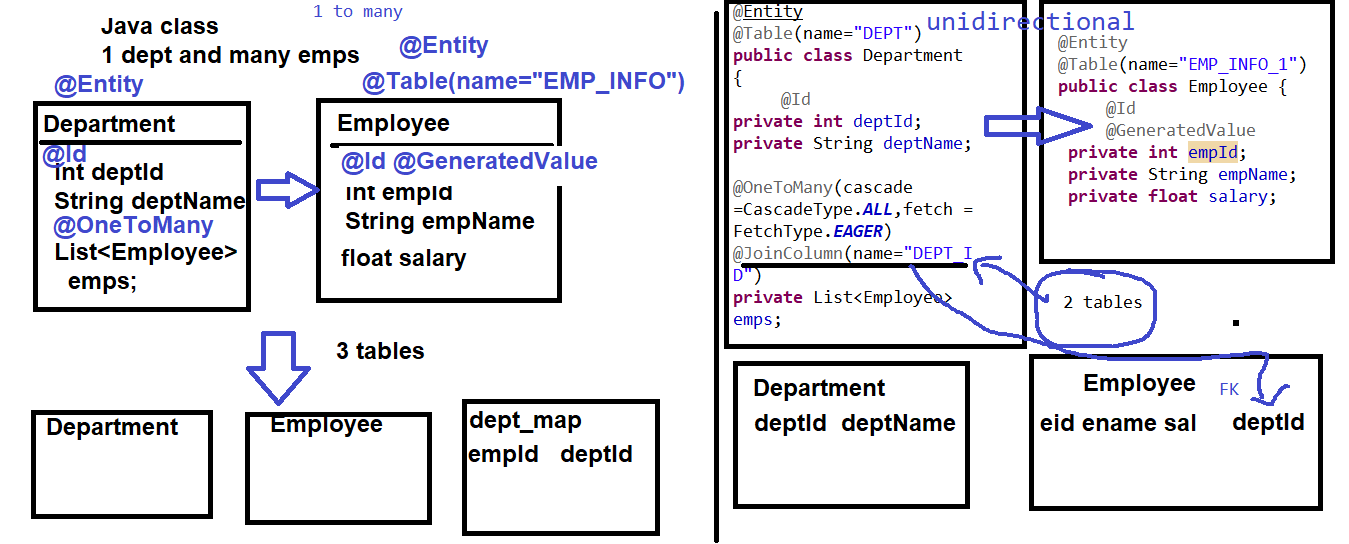 1 to many
Java class
1 dept and many emps
@Entity
@Entity
@Table(name="EMP_INFO")
Department
@Id
int deptId
String deptName
@OneToMany
List<Employee>
emps;
Employee
@Id @GeneratedValue
int empId
String empName
float salary
3 tables
Department
Employee
dept_map
empId deptId
unidirectional
@Entity
@Table(name="DEPT")
public class Department
{
@Id
private int deptId;
private String deptName;
@OneToMany(cascade
=CascadeType.ALL,fetch =
FetchType.EAGER)
@JoinColumn(name="DEPT_I
D")
private List<Employee>
emps;
@Entity
@Table(name="EMP_INFO_1")
public class Employee {
@Id
@GeneratedValue
private int empId;
private String empName;
private float salary;
2 tables
Department
deptId deptName
Employee
FK
eid ename sal deptId